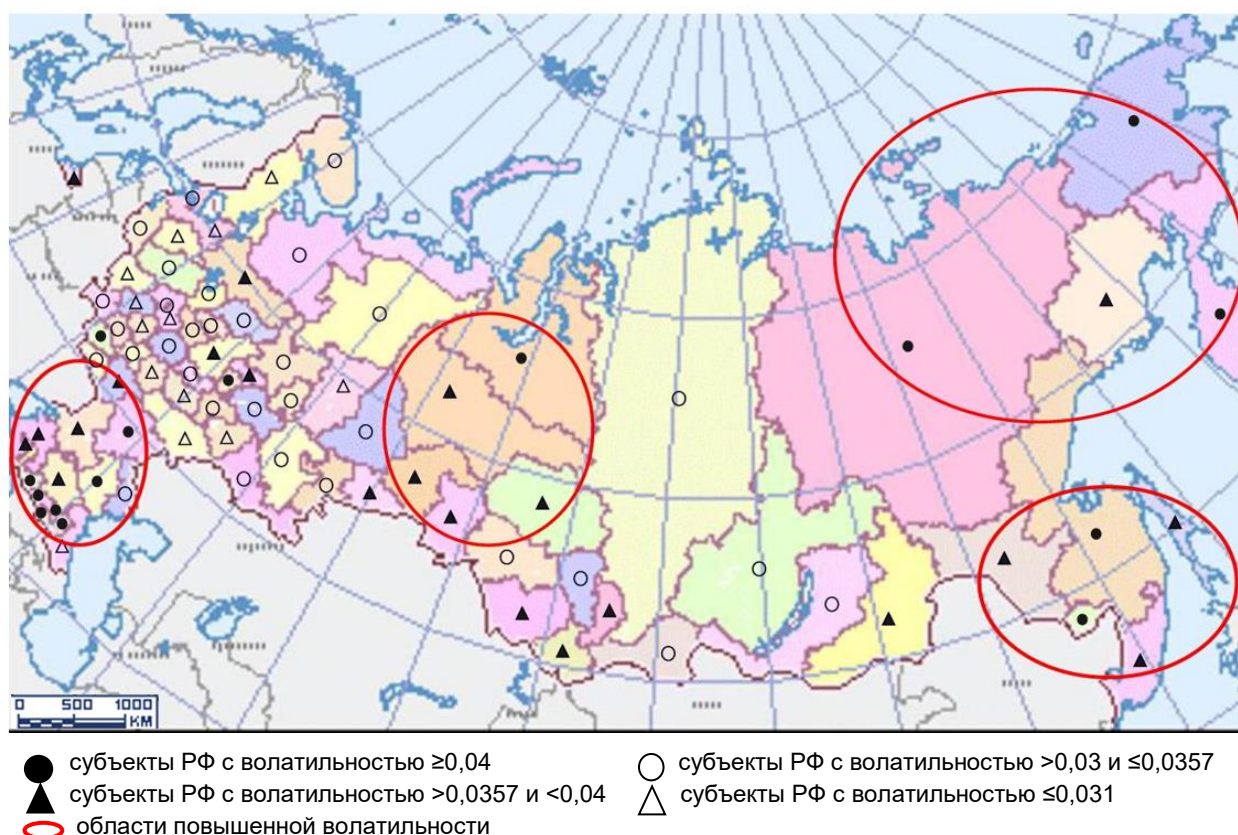 0 500 1000
КМ
субъекты РФ с волатильностью ≥0,04
субъекты РФ с волатильностью >0,03 и ≤0,0357
субъекты РФ с волатильностью >0,0357 и <0,04
субъекты РФ с волатильностью ≤0,031
области повышенной волатильности